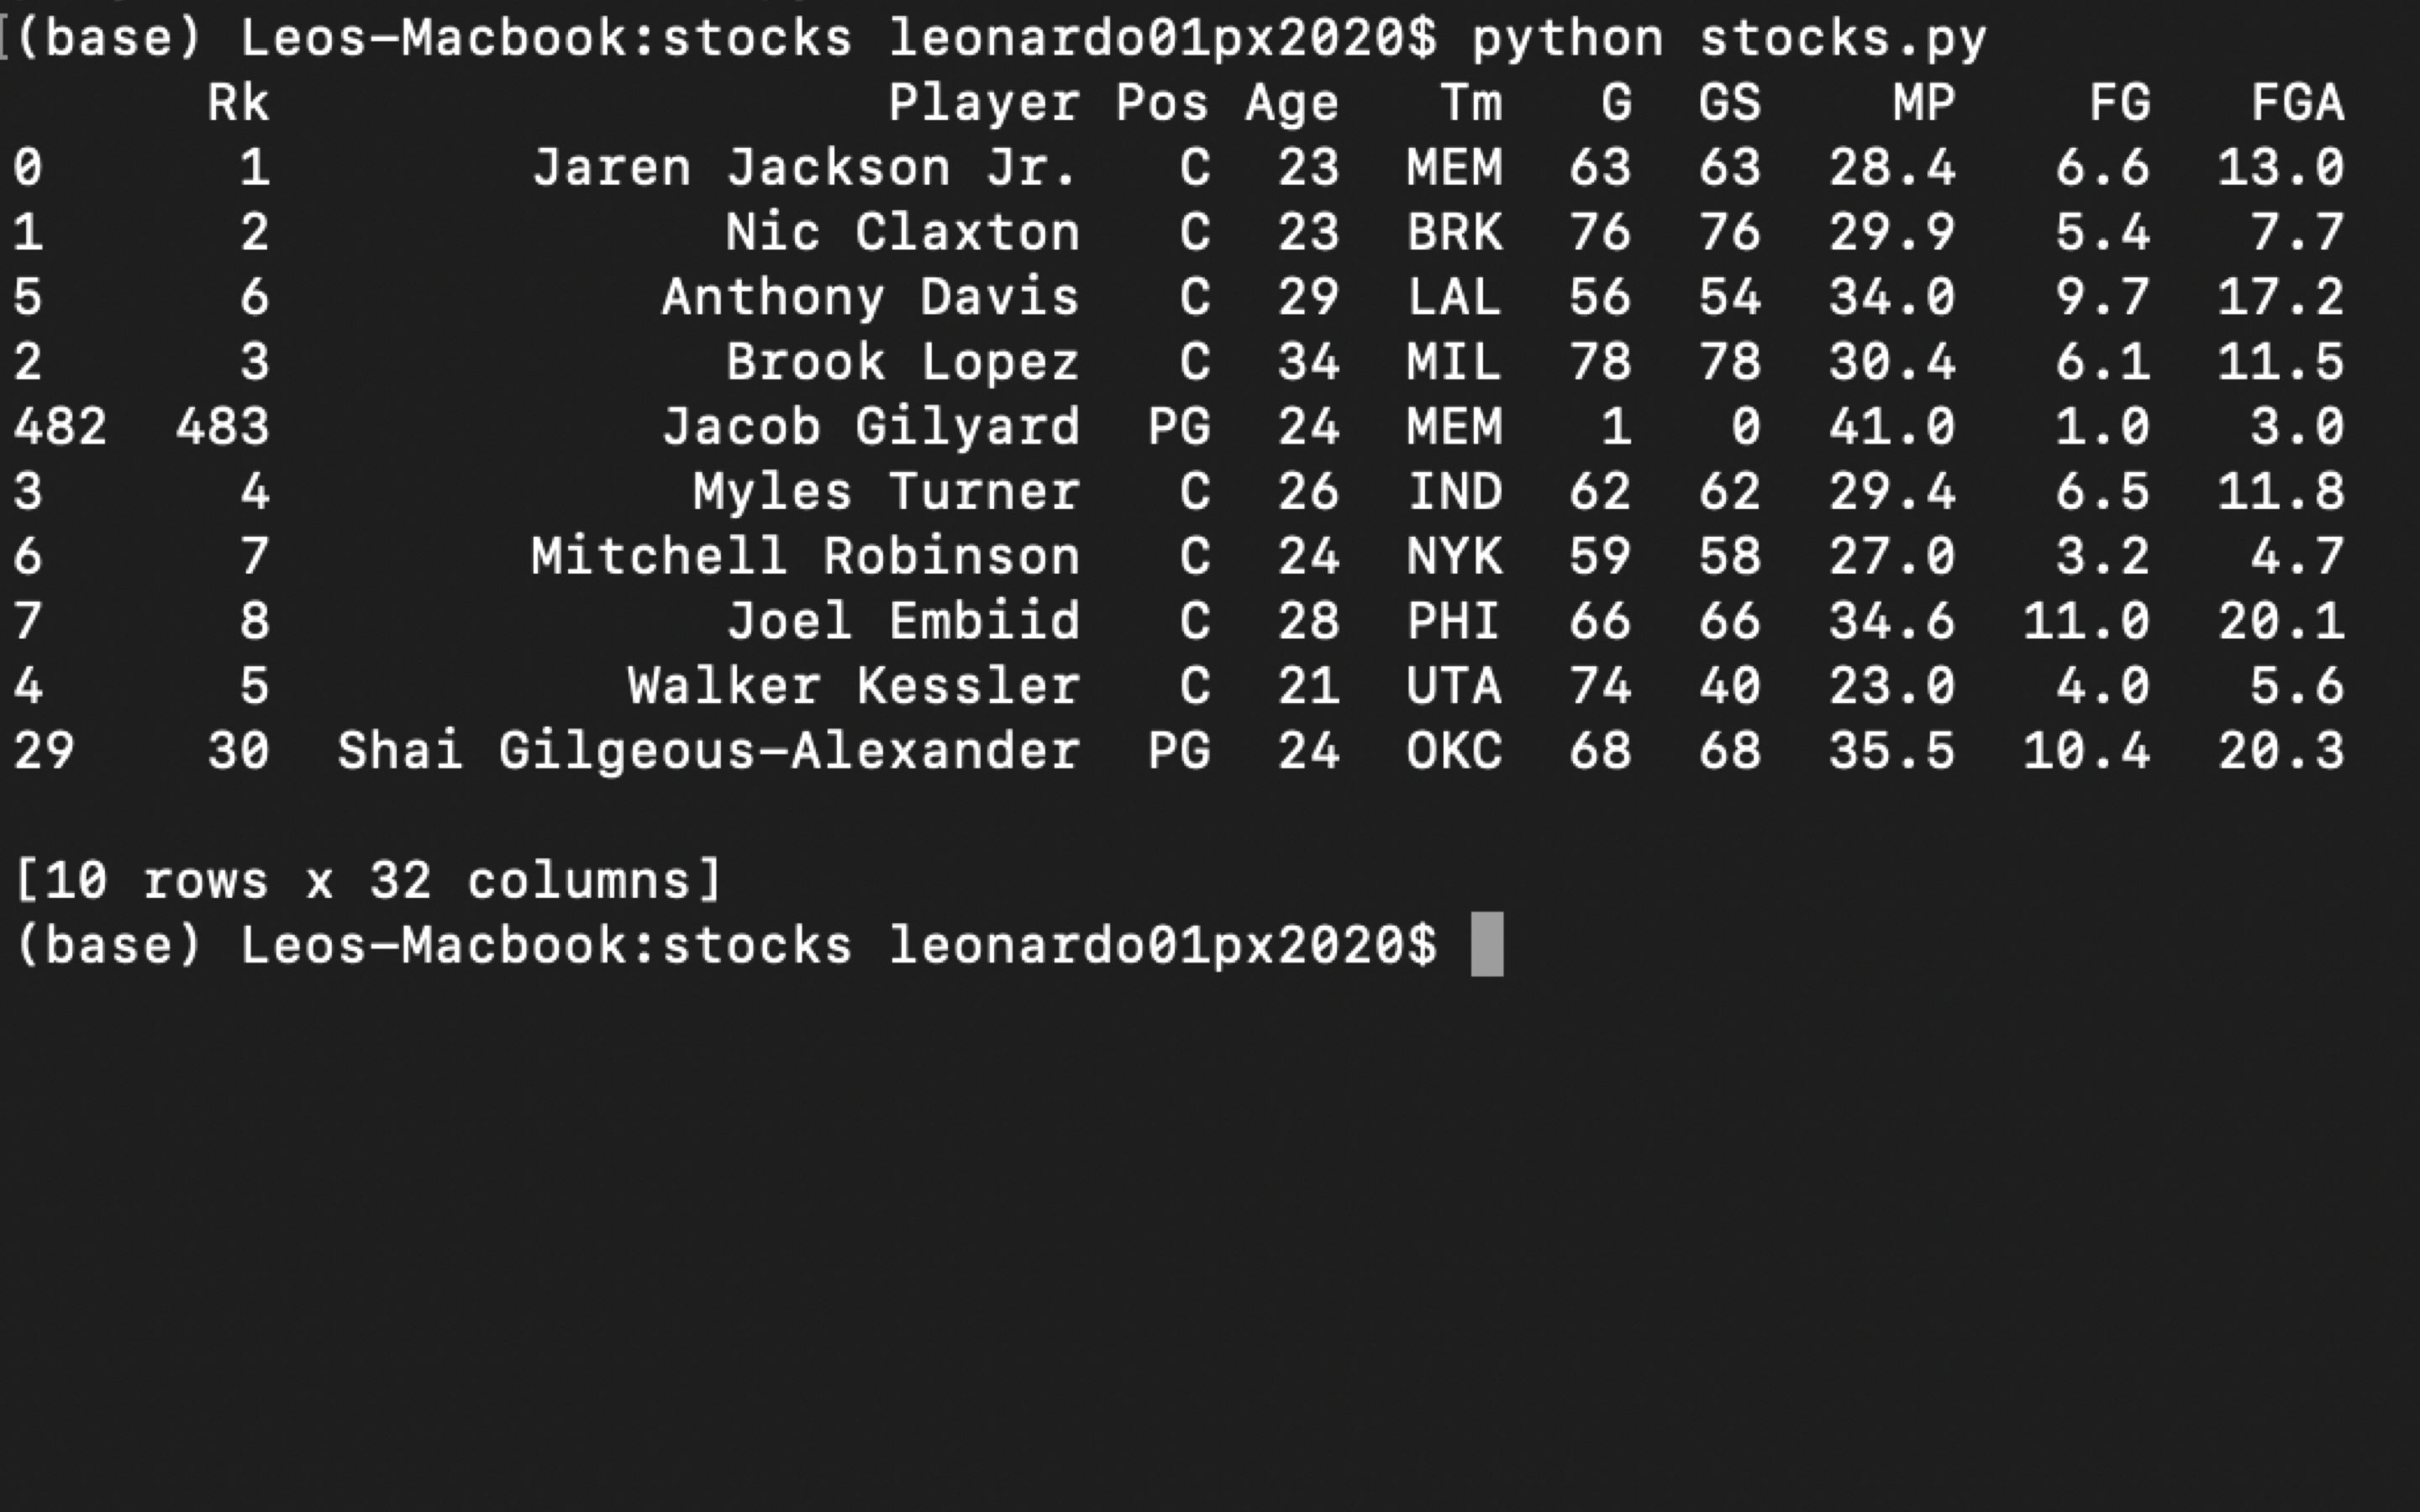 [(base) Leos-Macbook:stocks leonardo01px2020$ python stocks.py
Rk Player Pos Age Tm G GS MP FG FGA
0 1 Jaren Jackson Jr. C 23 MEM 63 63 28.4 6.6 13.0
1 2 Nic Claxton C 23 BRK 76 76 29.9 5.4 7.7
5 6 Anthony Davis C 29 LAL 56 54 34.0 9.7 17.2
2 3 Brook Lopez C 34 MIL 78 78 30.4 6.1 11.5
482 483 Jacob Gilyard PG 24 MEM 1 0 41.0 1.0 3.0
3 4 Myles Turner C 26 IND 62 62 29.4 6.5 11.8
6 7 Mitchell Robinson C 24 NYK 59 58 27.0 3.2 4.7
7 8 Joel Embiid C 28 PHI 66 66 34.6 11.0 20.1
4 5 Walker Kessler C 21 UTA 74 40 23.0 4.0 5.6
29 30 Shai Gilgeous-Alexander PG 24 OKC 68 68 35.5 10.4 20.3
[10 rows x 32 columns]
(base) Leos-Macbook:stocks leonardo01px2020$